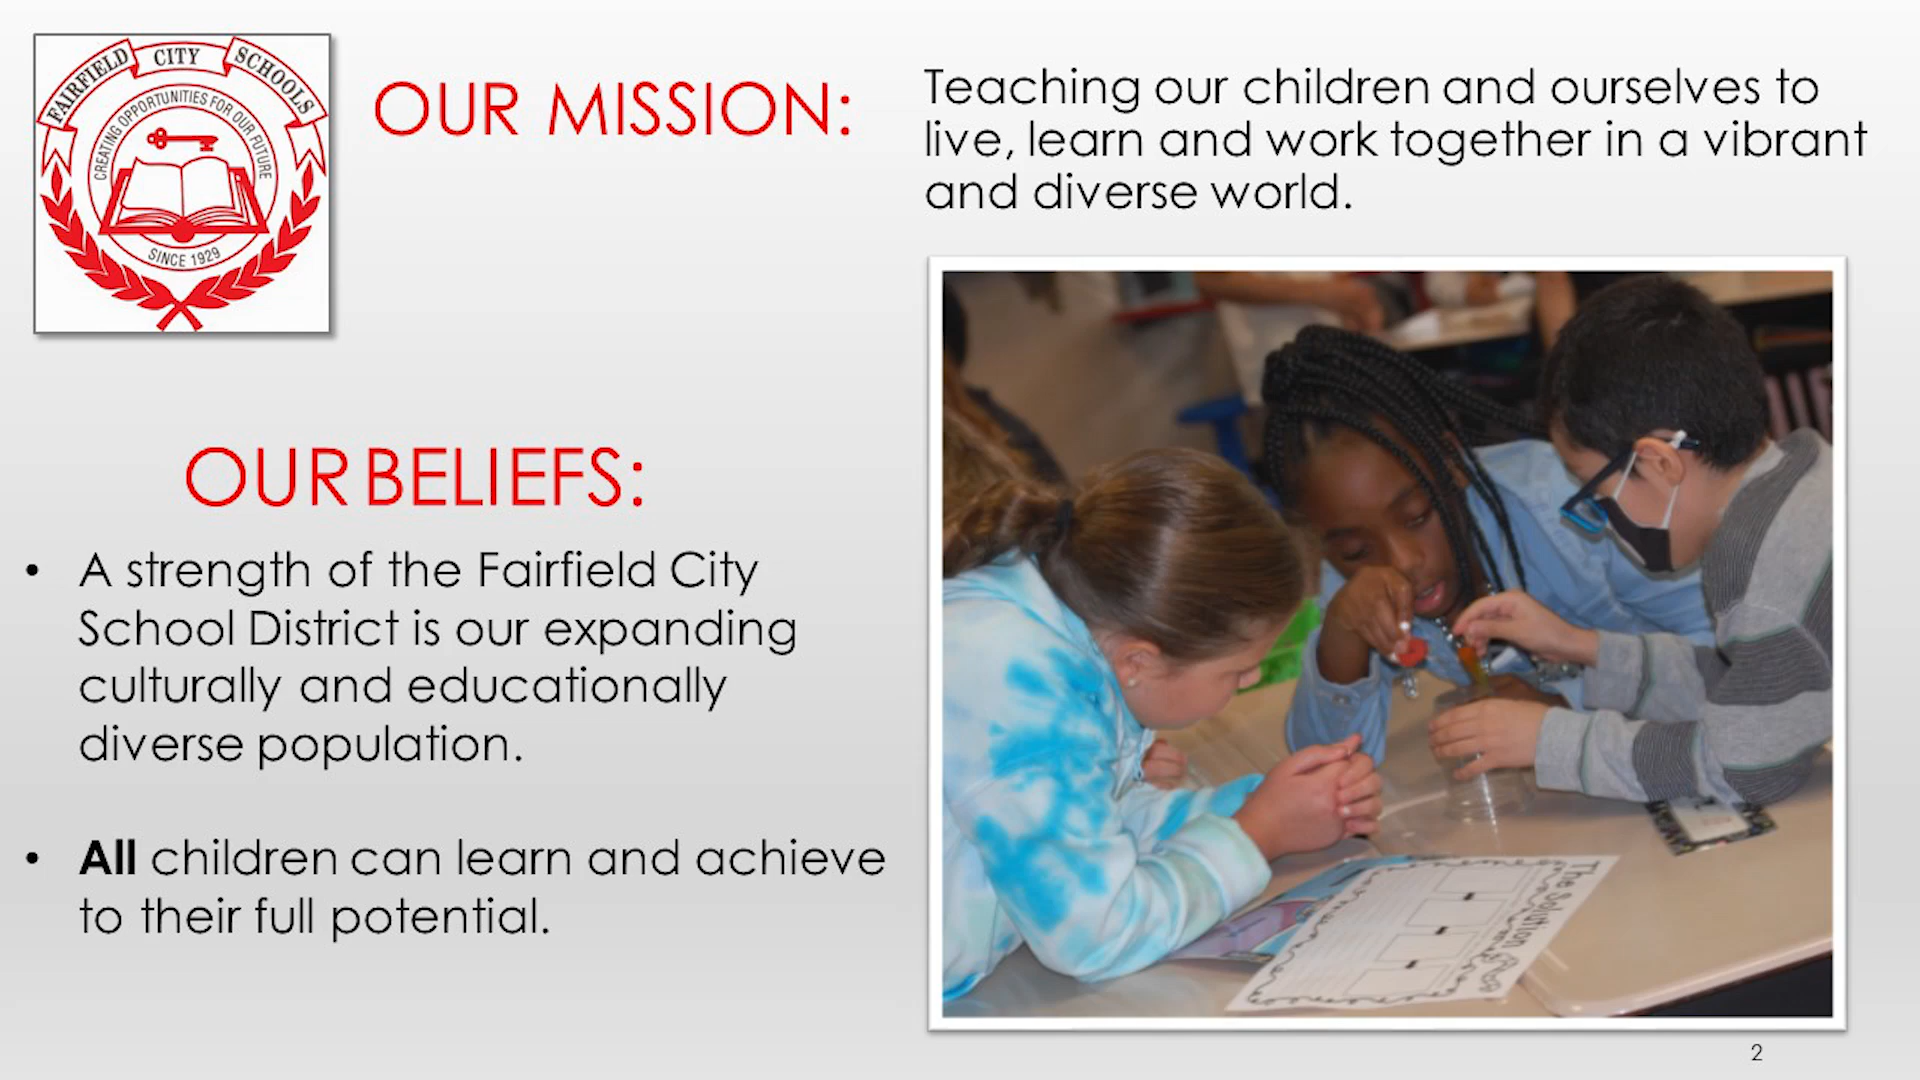 FAIRFIELD CITY SCHOOLS
CREATING OPPORTUNITIES FOR OUR FUTURE
SINCE 1929
OUR MISSION:
Teaching our children and ourselves to
live, learn and work together in a vibrant
and diverse world.
OUR BELIEFS:
• A strength of the Fairfield City
School District is our expanding
culturally and educationally
diverse population.
• All children can learn and achieve
to their full potential.
The Solution
2